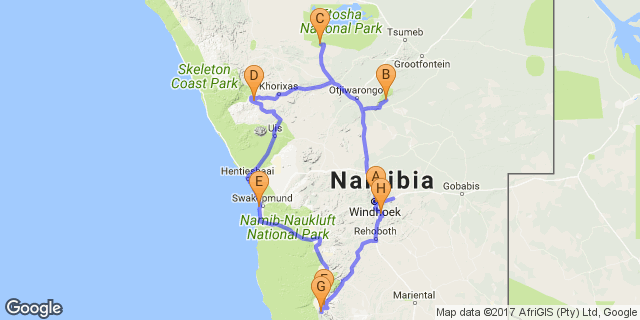 C
Etosha
National Park
Tsumeb
Grootfontein
Skeleton
Coast Park
D
Khorixas
B
Otjiwarongo
Uis
Hentiesbaai
E
Swakopmund
A
Namibia
H
Windhoek
Gobabis
Namib-Naukluft
National Park
Rehoboth
F
G
Mariental
Google
Map data ©2017 AfriGIS (Pty) Ltd, Google